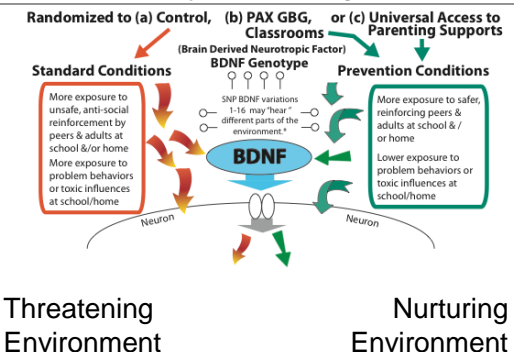 Randomized to (a) Control, (b) PAX GBG, or (c) Universal Access to
Classrooms Parenting Supports
(Brain Derived Neurotropic Factor)
BDNF Genotype
Standard Conditions
Prevention Conditions
More exposure to
unsafe, anti-social
reinforcement by
peers & adults at
school &/or home
More exposure to
problem behaviors
or toxic influences
at school/home
SNP BDNF variations
1-16 may "hear "
different parts of the
environment.*
BDNF
More exposure to safer,
reinforcing peers &
adults at school & /
or home
Lower exposure to
problem behaviors or
toxic influences at
school/home
Neuron
Neuron
Threatening
Environment
Nurturing
Environment